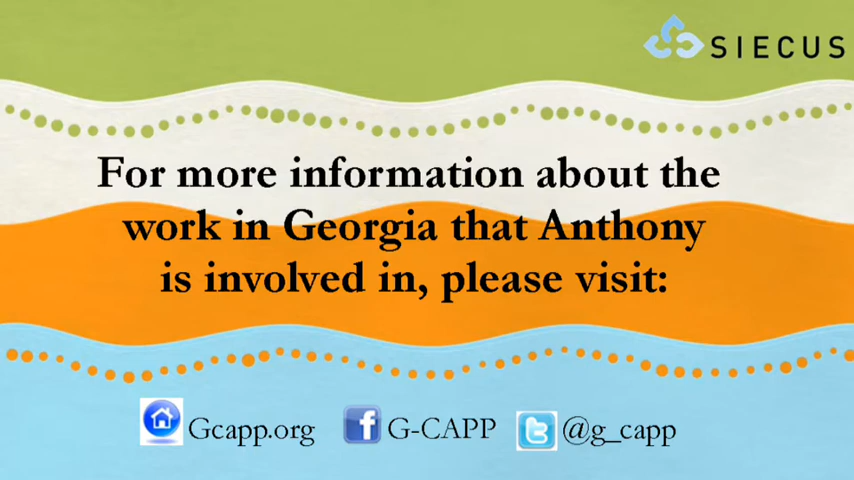 SIECUS
For more information about the
work in Georgia that Anthony
is involved in, please visit:
Gcapp.org G-CAPP @g_capp